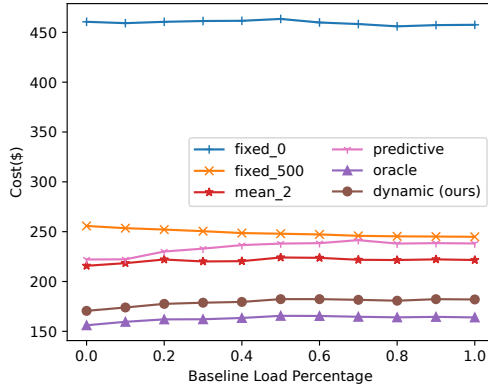 450
400
350
300
250
200
150
Cost($)
fixed_0
fixed_500
mean_2
predictive
oracle
dynamic (ours)
0.0 0.2 0.4 0.6 0.8 1.0
Baseline Load Percentage